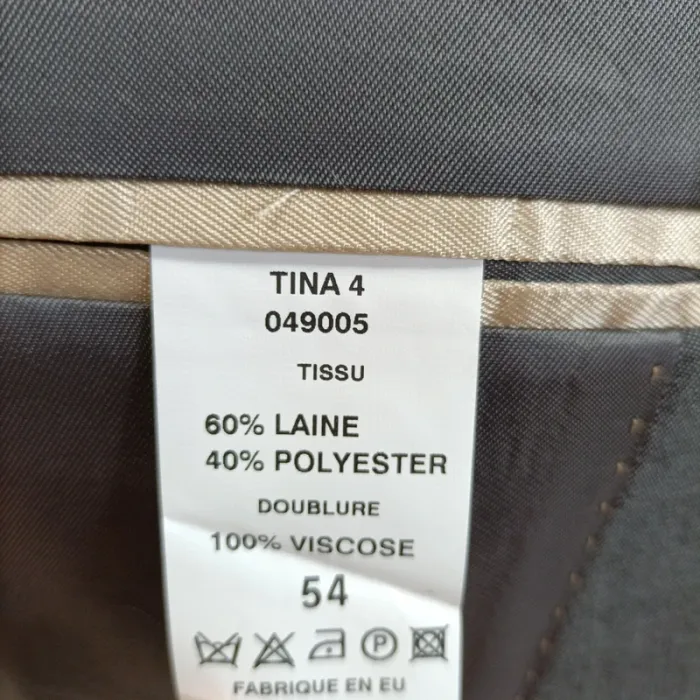 TINA 4
049005
TISSU
60% LAINE
40% POLYESTER
DOUBLURE
100% VISCOSE
54
P
FABRIQUE EN EU